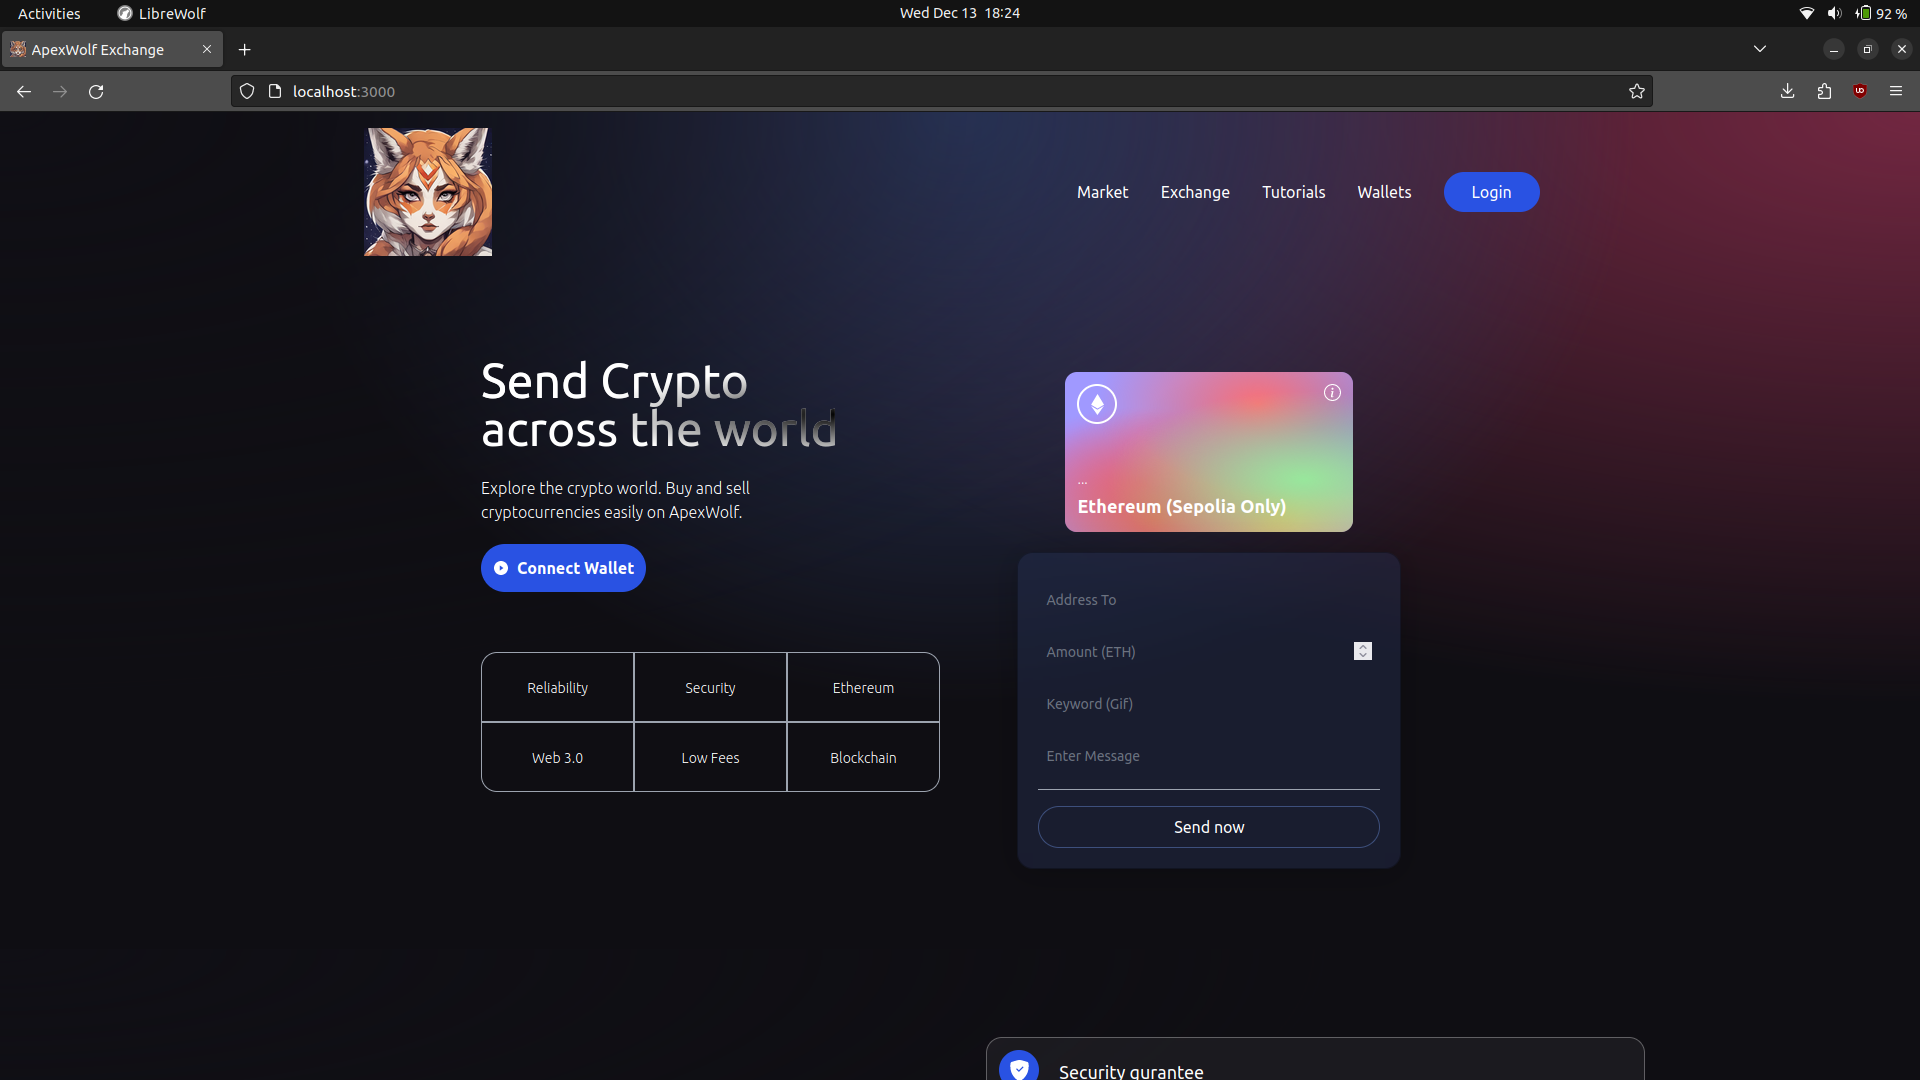 Activities
LibreWolf
Wed Dec 13 18:24
92 %
ApexWolf Exchange
localhost:3000
Market
Exchange
Tutorials
Wallets
Login
Send Crypto
across the world
Explore the crypto world. Buy and sell
cryptocurrencies easily on ApexWolf.
Connect Wallet
Reliability
Security
Ethereum
Web 3.0
Low Fees
Blockchain
...
Ethereum (Sepolia Only)
Address To
Amount (ETH)
Keyword (Gif)
Enter Message
Send now
Security gurantee